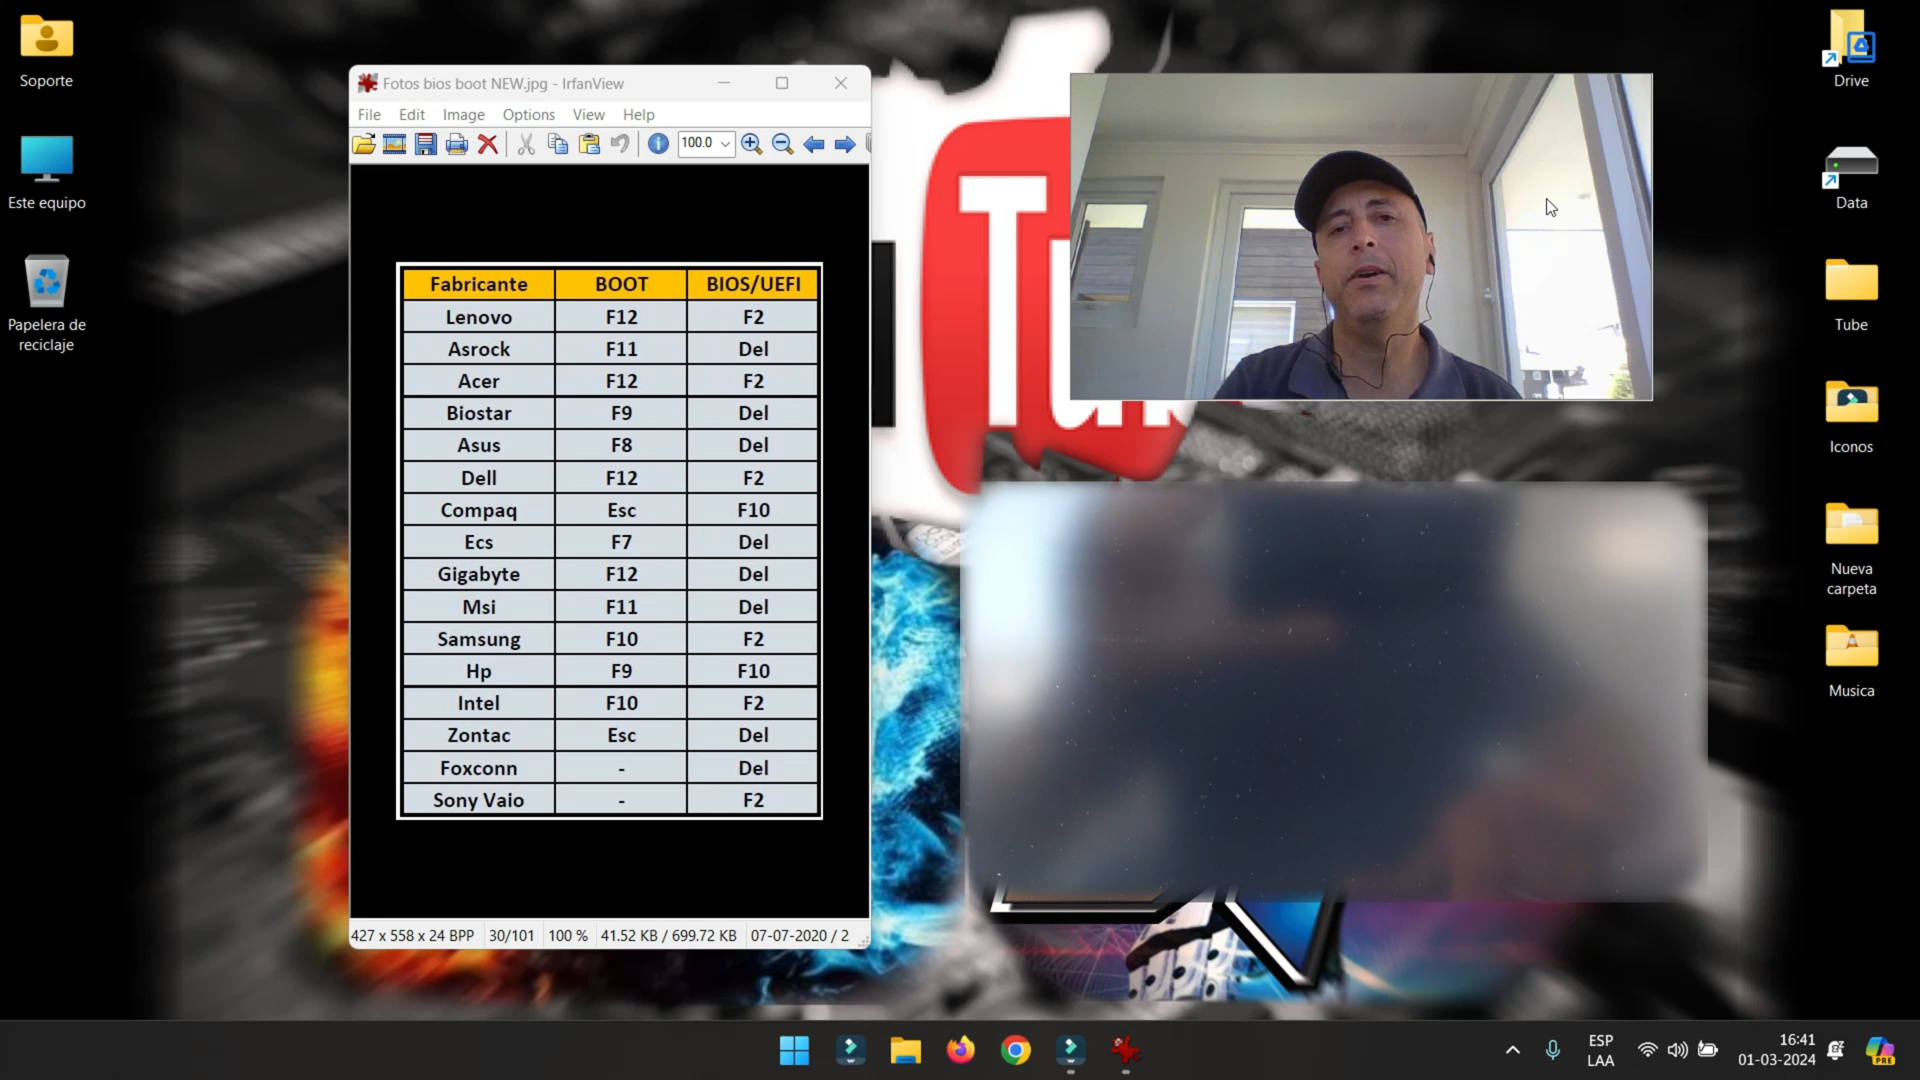 Soporte
Este equipo
Papelera de
reciclaje
Fotos bios boot NEW.jpg - IrfanView
File Edit Image Options View Help
100.0
Fabricante BOOT BIOS/UEFI
Lenovo F12 F2
Asrock F11 Del
Acer F12 F2
Biostar F9 Del
Asus F8 Del
Dell F12 F2
Compaq Esc F10
Ecs F7 Del
Gigabyte F12 Del
Msi F11 Del
Samsung F10 F2
Hp F9 F10
Intel F10 F2
Zontac Esc Del
Foxconn - Del
Sony Vaio - F2
427 x 558 x 24 BPP 30/101 100 % 41.52 KB / 699.72 KB 07-07-2020 / 2
Drive
Data
Tube
Iconos
Nueva
carpeta
Musica
ESP
LAA
16:41
01-03-2024
PRE